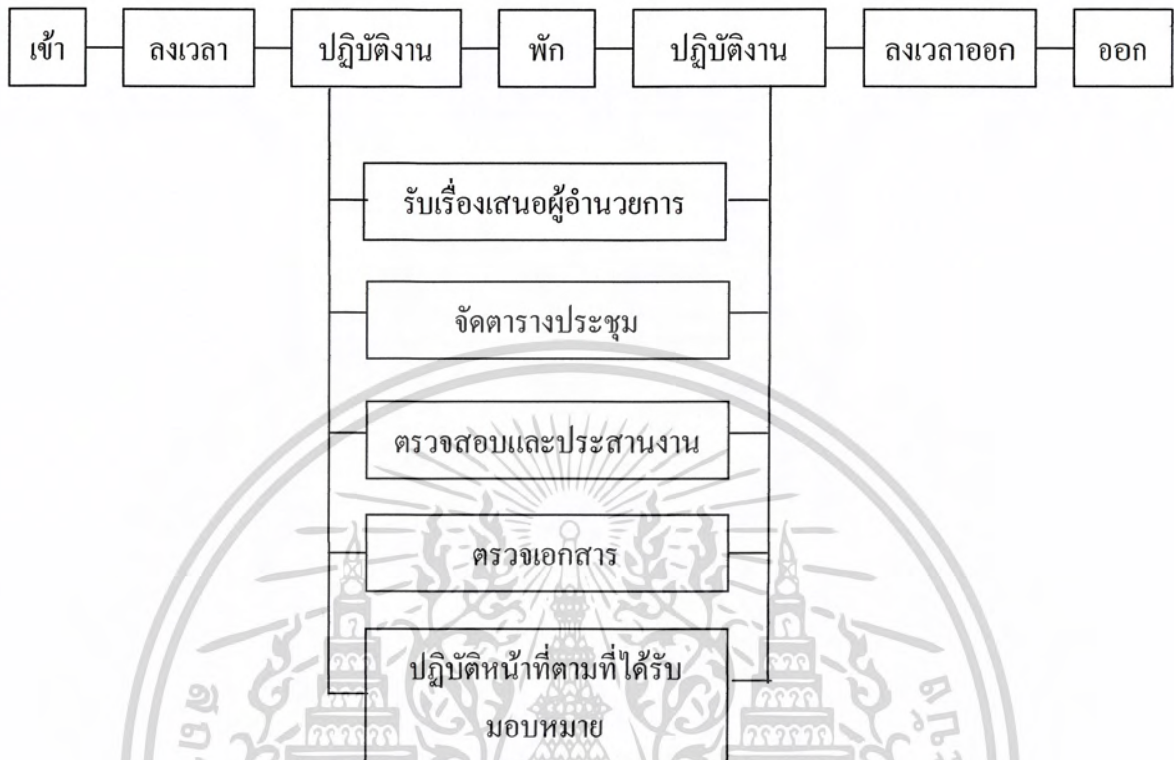 เข้า ลงเวลา ปฏิบัติงาน พัก ปฏิบัติงาน ลงเวลาออก ออก
รับเรื่องเสนอผู้อำนวยการ
จัดตารางประชุม
ตรวจสอบและประสานงาน
ตรวจเอกสาร
ปฏิบัติหน้าที่ตามที่ได้รับ
มอบหมาย